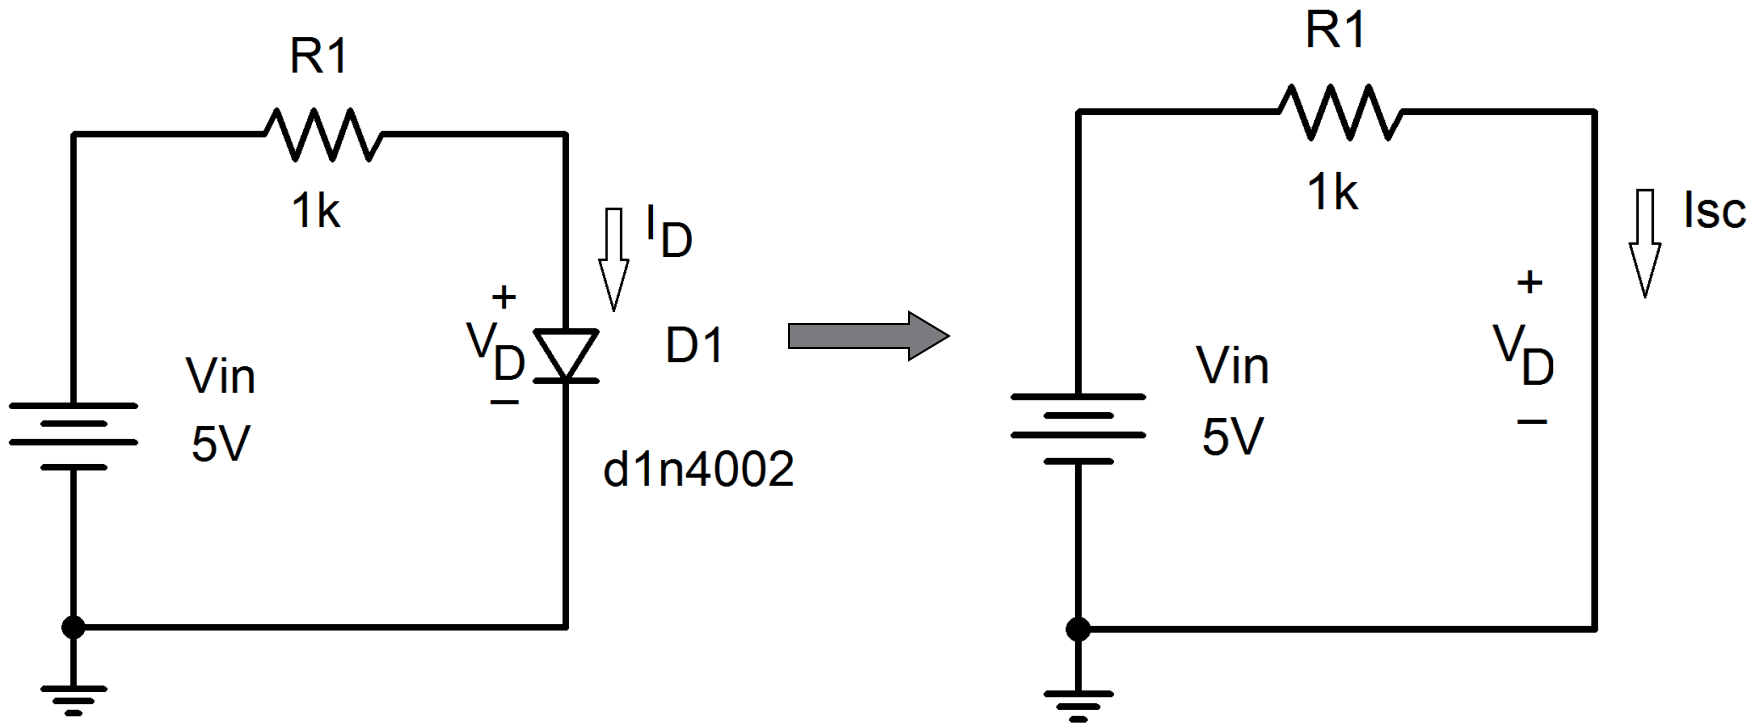 R1
1k
I_D
+
V_D
−
D1
Vin
5V
d1n4002
R1
1k
Isc
+
V_D
−
Vin
5V